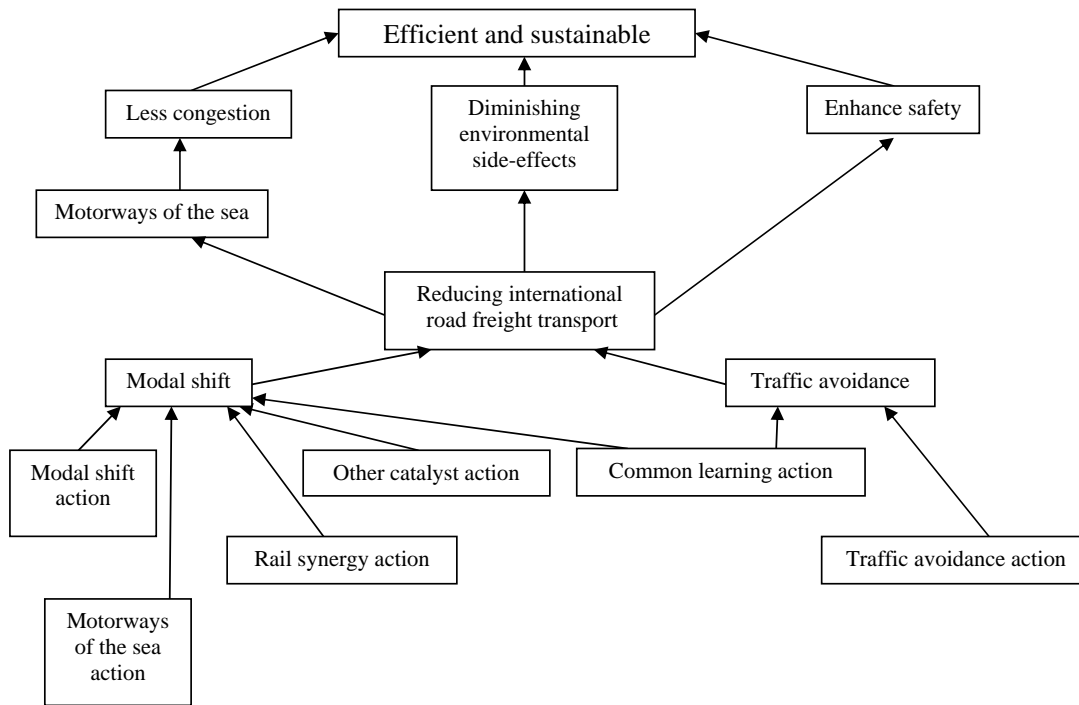 Efficient and sustainable
Less congestion
Diminishing
environmental
side-effects
Enhance safety
Motorways of the sea
Reducing international
road freight transport
Modal shift
Traffic avoidance
Modal shift
action
Other catalyst action
Common learning action
Rail synergy action
Traffic avoidance action
Motorways
of the sea
action